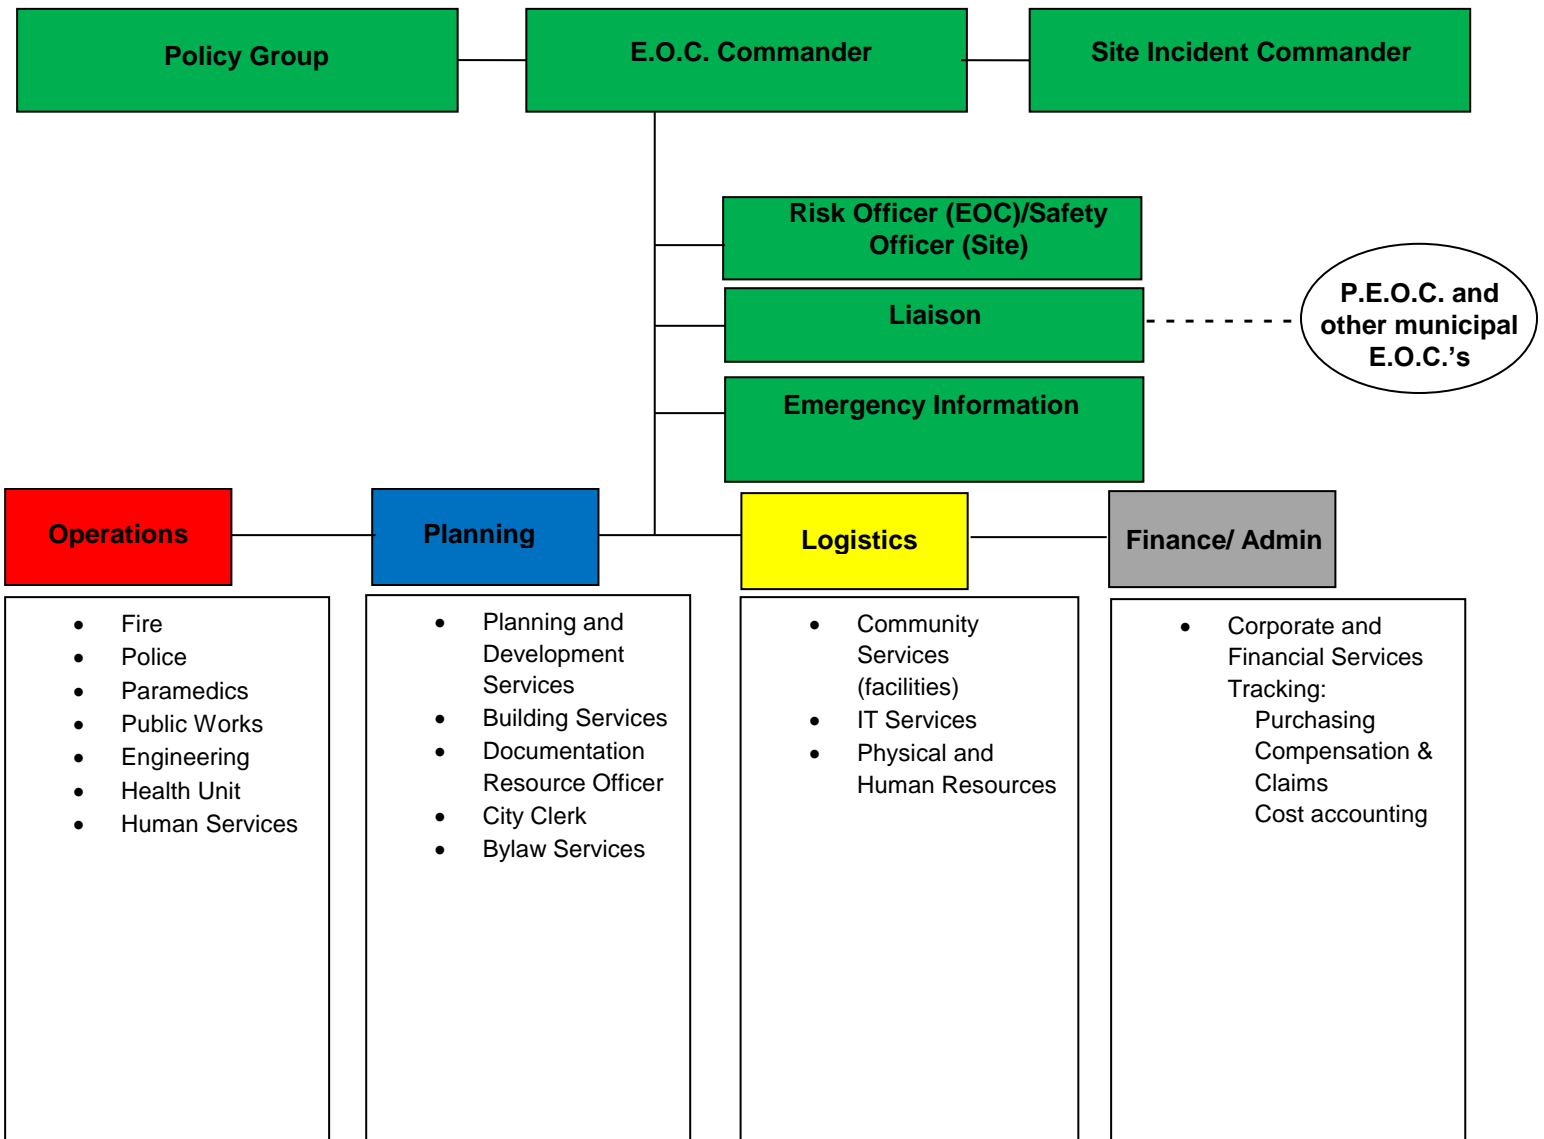 Policy Group
E.O.C. Commander
Site Incident Commander
Risk Officer (EOC)/Safety
Officer (Site)
Liaison
P.E.O.C. and
other municipal
E.O.C.’s
Emergency Information
Operations
Planning
Logistics
Finance/ Admin
• Fire
• Police
• Paramedics
• Public Works
• Engineering
• Health Unit
• Human Services
• Planning and
Development
Services
• Building Services
• Documentation
Resource Officer
• City Clerk
• Bylaw Services
• Community
Services
(facilities)
• IT Services
• Physical and
Human Resources
• Corporate and
Financial Services
Tracking:
Purchasing
Compensation &
Claims
Cost accounting